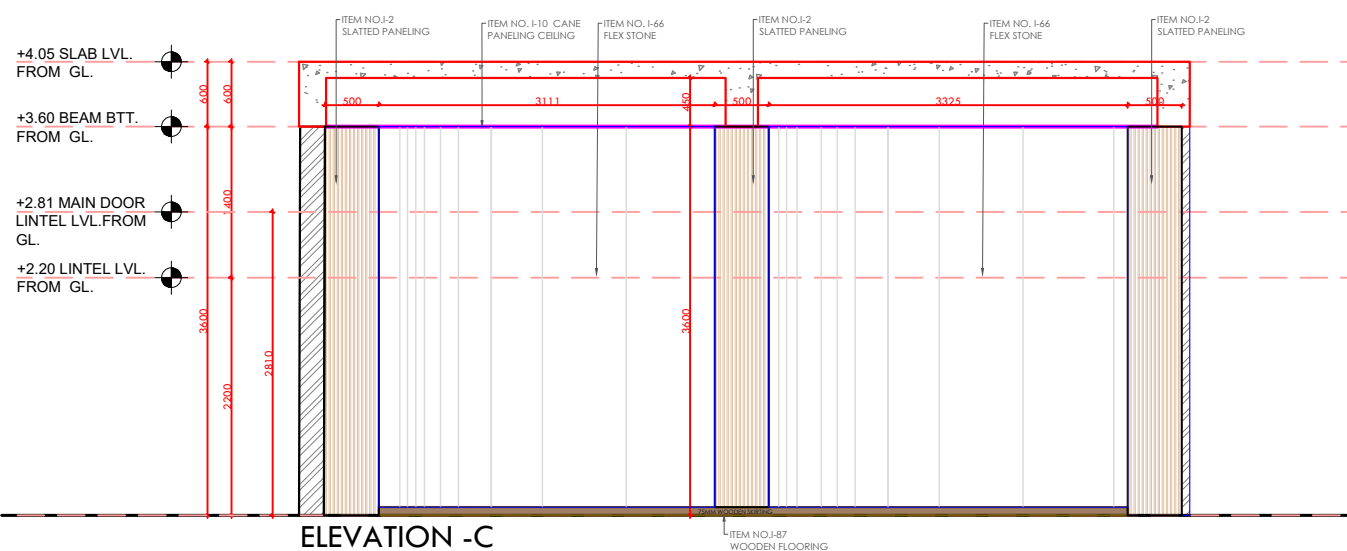 ITEM NO.I-2
SLATTED PANELING
ITEM NO. I-10 CANE
PANELING CEILING
ITEM NO. I-66
FLEX STONE
ITEM NO.I-2
SLATTED PANELING
ITEM NO. I-66
FLEX STONE
ITEM NO.I-2
SLATTED PANELING
+4.05 SLAB LVL.
FROM GL.
600
600
500
3111
450
500
3325
500
+3.60 BEAM BTT.
FROM GL.
+2.81 MAIN DOOR
LINTEL LVL.FROM
GL.
1400
+2.20 LINTEL LVL.
FROM GL.
3600
3600
2810
2200
75MM WOODEN SKIRTING
ELEVATION -C
ITEM NO.I-87
WOODEN FLOORING